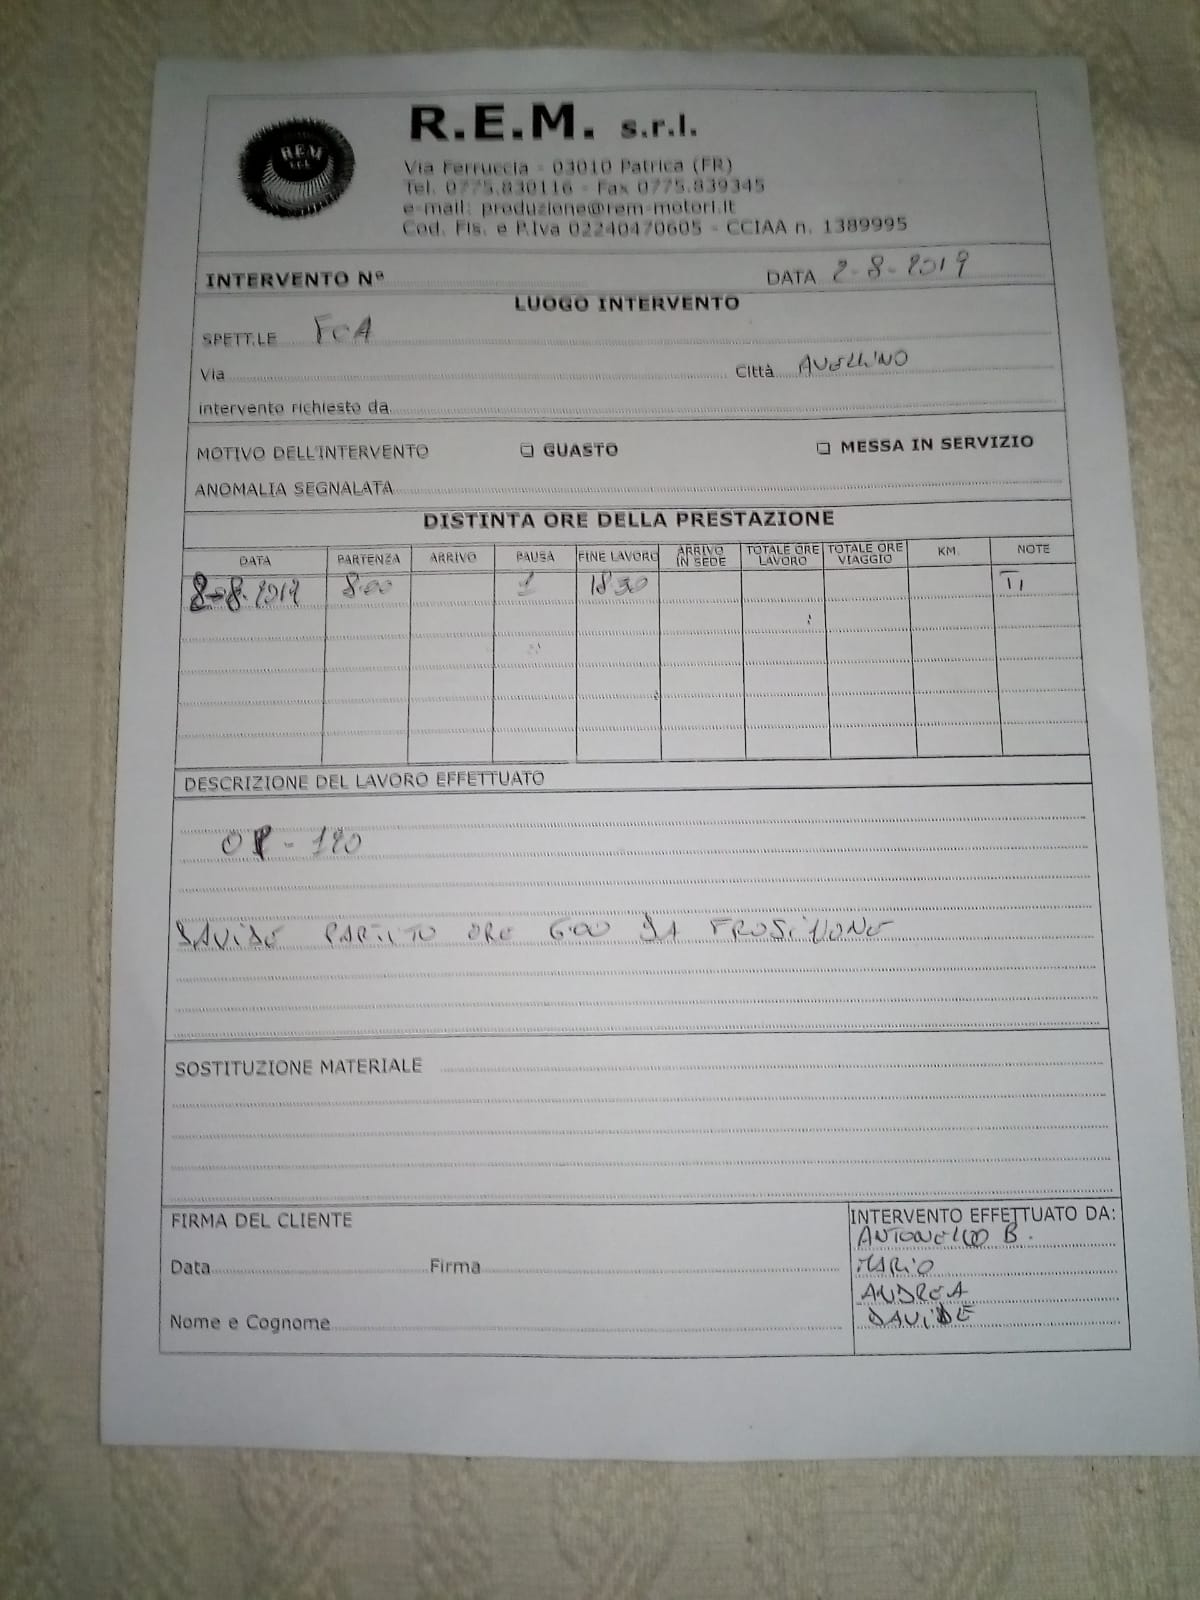 REM
s.r.l.
R.E.M. s.r.l.
Via Ferruccia - 03010 Patrica (FR)
Tel. 0775.830116 - Fax 0775.839345
e-mail: produzione@rem-motori.it
Cod. Fis. e P.Iva 02240470605 - CCIAA n. 1389995
INTERVENTO Nº DATA 2-8-2019
LUOGO INTERVENTO
SPETT.LE FCA
Via Città AVELLINO
intervento richiesto da
MOTIVO DELL'INTERVENTO GUASTO MESSA IN SERVIZIO
ANOMALIA SEGNALATA
DISTINTA ORE DELLA PRESTAZIONE
DATA PARTENZA ARRIVO PAUSA FINE LAVORO ARRIVO IN SEDE TOTALE ORE LAVORO TOTALE ORE VIAGGIO KM. NOTE
8.00 1 18.30
DESCRIZIONE DEL LAVORO EFFETTUATO
DAVIDE PARTITO ORE 6.00 DA FROSINONE
SOSTITUZIONE MATERIALE
FIRMA DEL CLIENTE
Data Firma
Nome e Cognome
INTERVENTO EFFETTUATO DA:
ANTONELLO B.
MARIO
ANDREA
DAVIDE